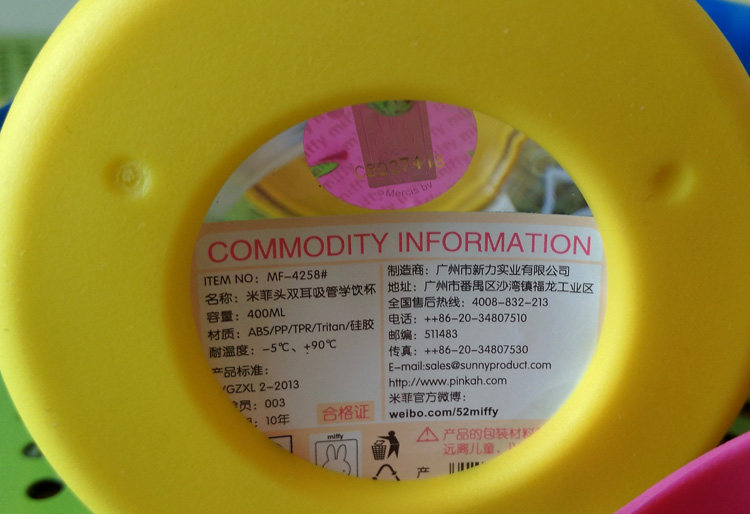 Mercis bv
COMMODITY INFORMATION
ITEM NO: MF-4258#
名称: 米菲头双耳吸管学饮杯
容量: 400ML
材质: ABS/PP/TPR/Tritan/硅胶
耐温度: -5℃、+90℃
产品标准:
/GZXL 2-2013
员: 003
: 10年
合格证
制造商: 广州市新力实业有限公司
地址: 广州市番禺区沙湾镇福龙工业区
全国售后热线: 4008-832-213
电话: ++86-20-34807510
邮编: 511483
传真: ++86-20-34807530
E-mail:sales@sunnyproduct.com
http://www.pinkah.com
米菲官方微博:
weibo.com/52miffy
miffy
产品的包装材料
远离儿童、
产